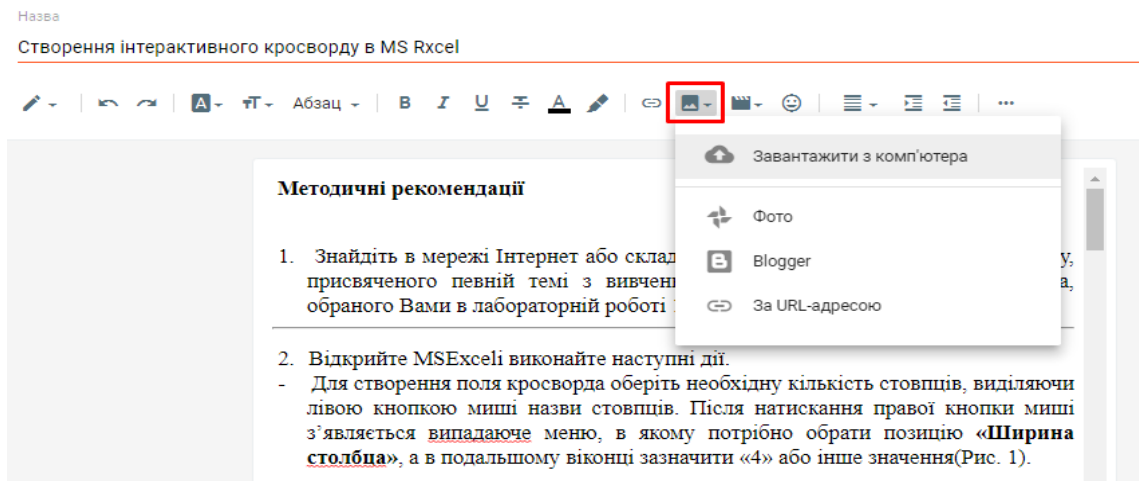 Назва
Створення інтерактивного кросворду в MS Rxcel
Абзац
B I U A
Завантажити з комп'ютера
Фото
Blogger
За URL-адресою
Методичні рекомендації
1. Знайдіть в мережі Інтернет або
присвяченого певній темі з
обраного Вами в лабораторній роботі
2. Відкрийте MSExcelі виконайте наступні дії.
- Для створення поля кросворда оберіть необхідну кількість стовпців, виділяючи
лівою кнопкою миші назви стовпців. Після натискання правої кнопки миші
з’являється випадаюче меню, в якому потрібно обрати позицію «Ширина
столбца», а в подальшому віконці зазначити «4» або інше значення(Рис. 1).